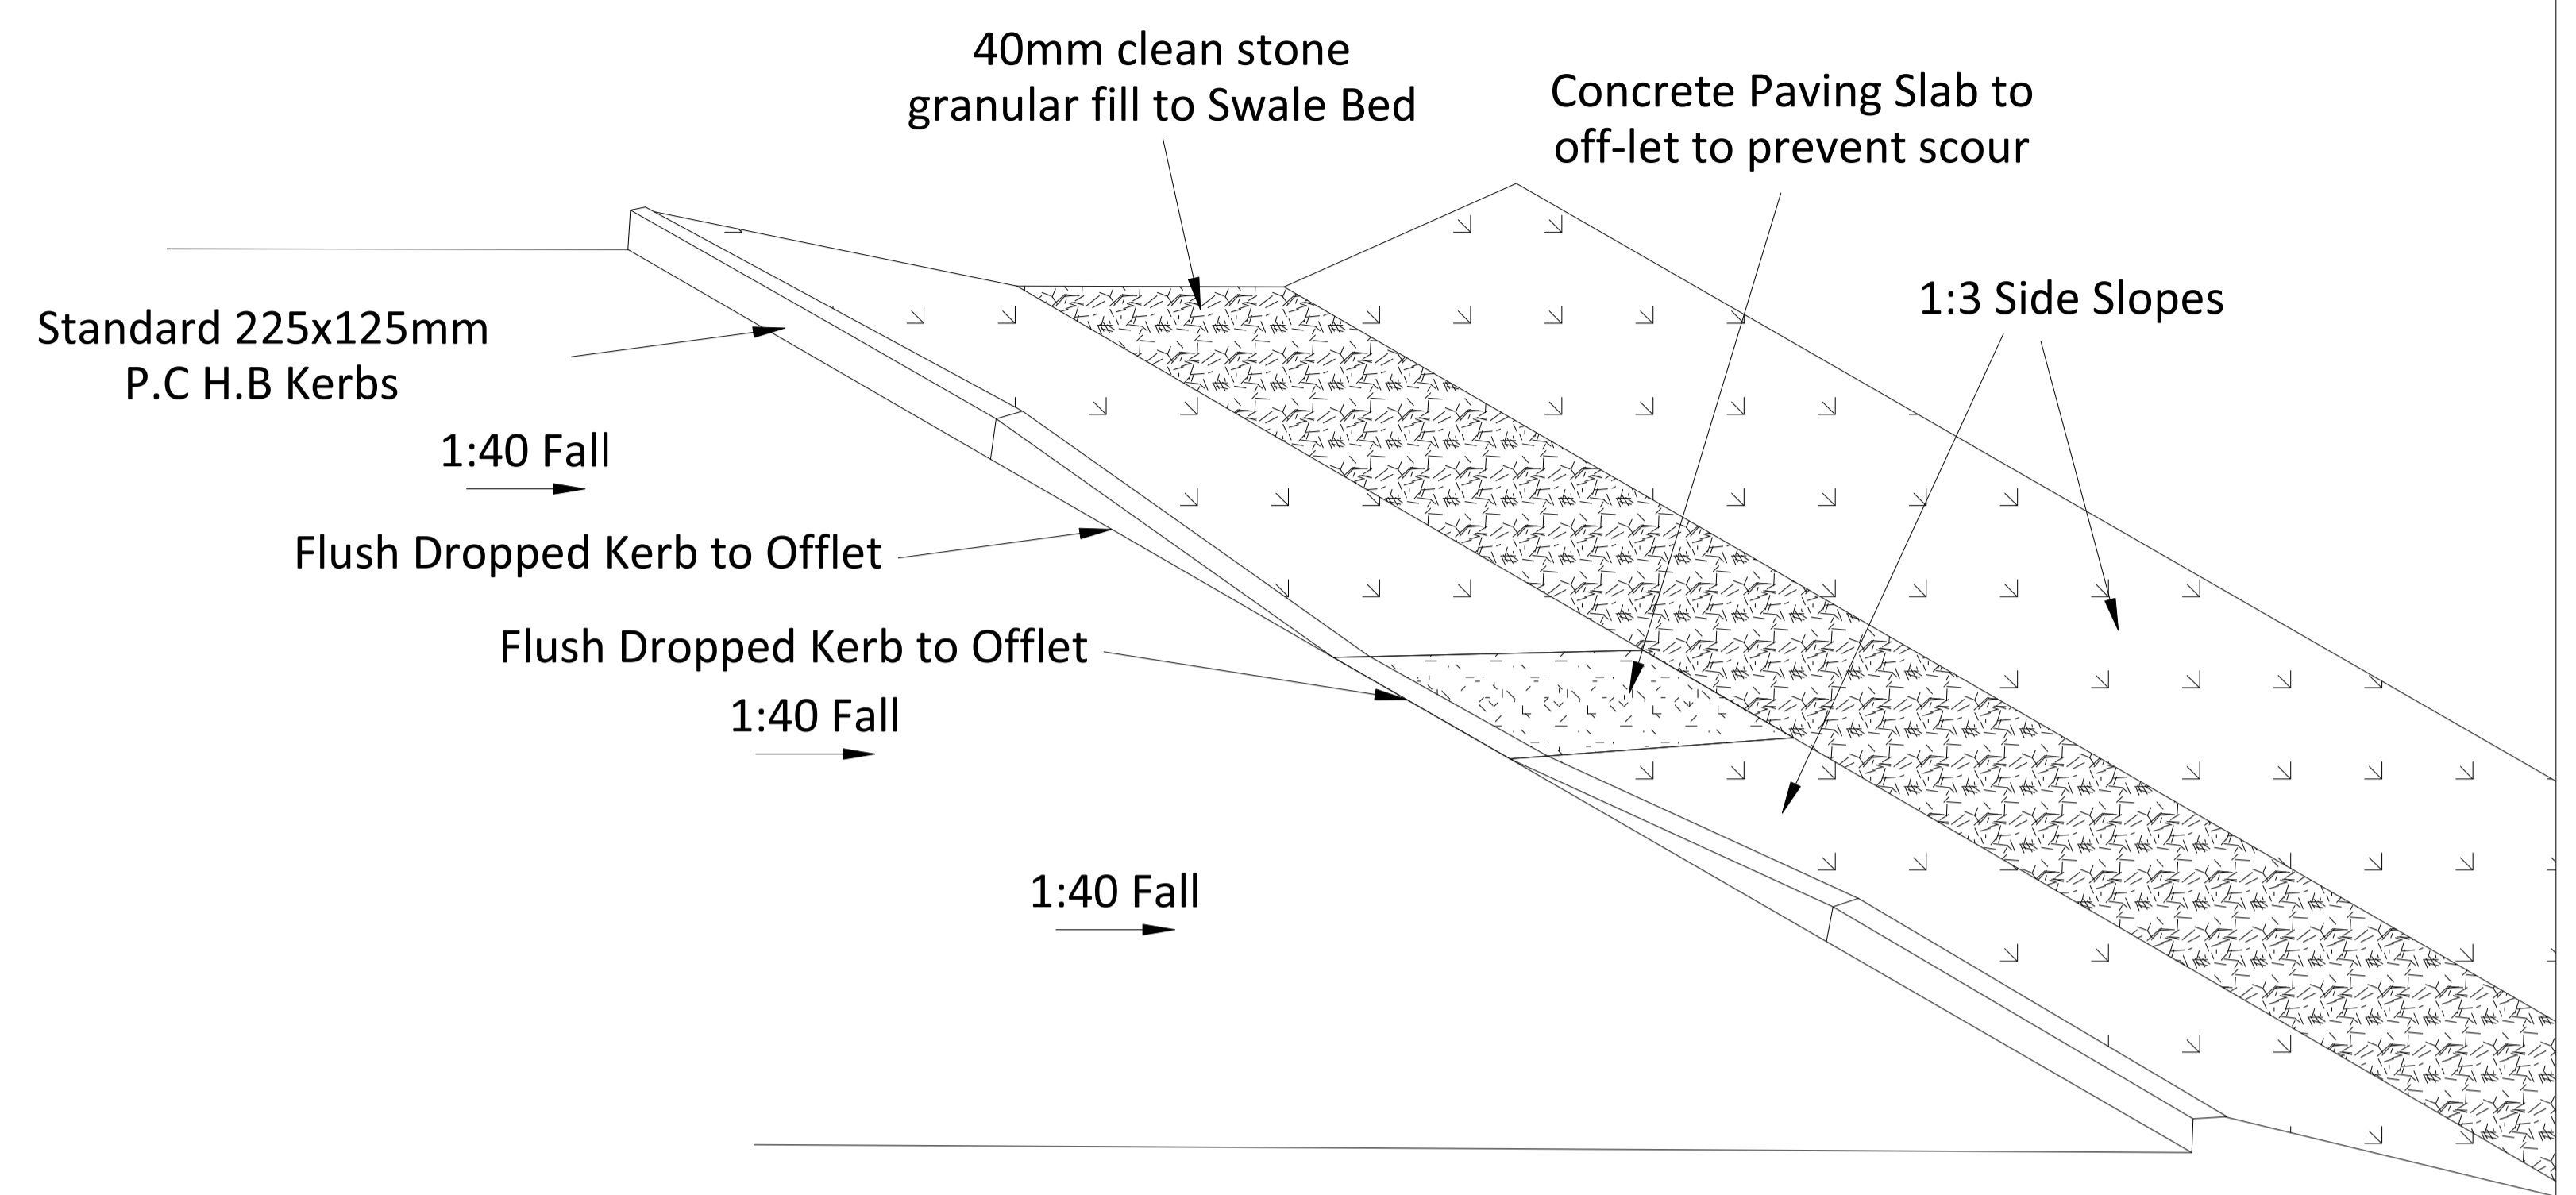 40mm clean stone
granular fill to Swale Bed
Concrete Paving Slab to
off-let to prevent scour
1:3 Side Slopes
Standard 225x125mm
P.C H.B Kerbs
1:40 Fall
Flush Dropped Kerb to Offlet
Flush Dropped Kerb to Offlet
1:40 Fall
1:40 Fall